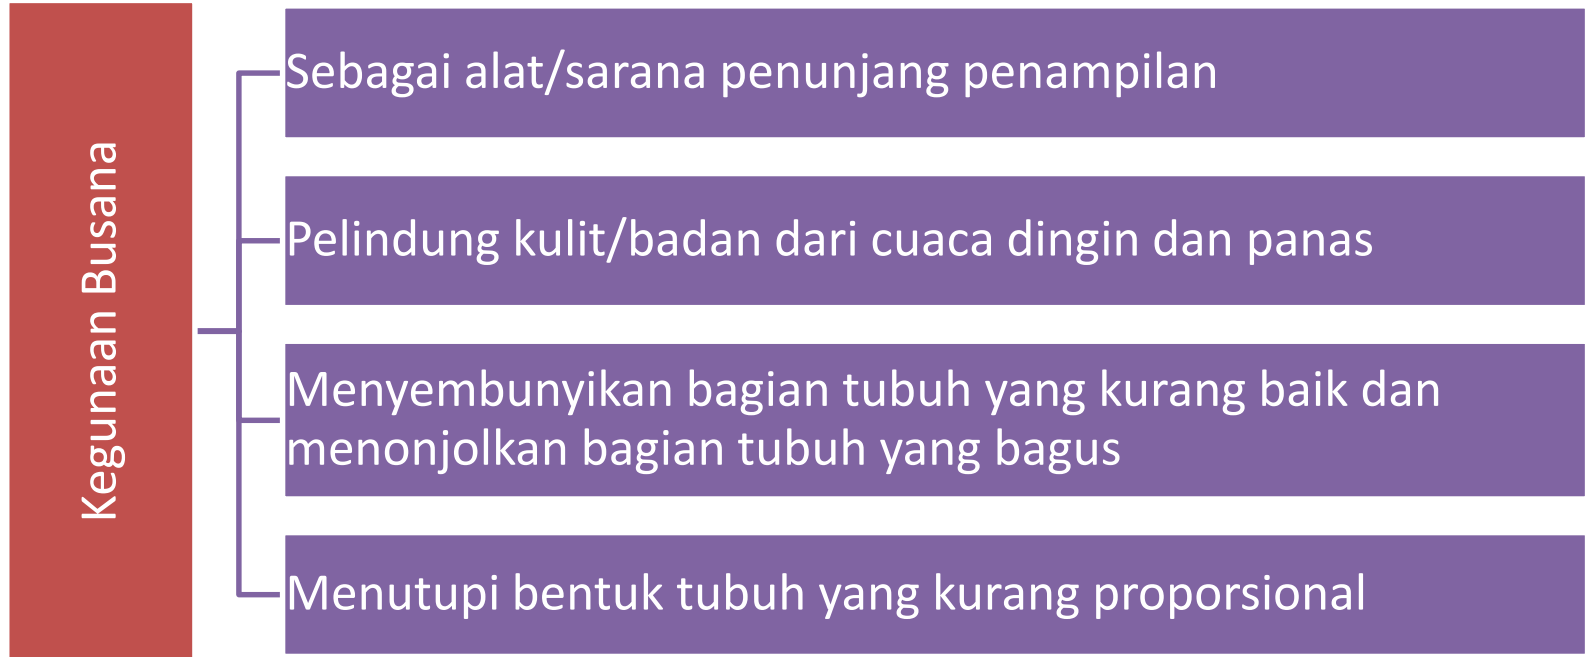 Kegunaan Busana
Sebagai alat/sarana penunjang penampilan
Pelindung kulit/badan dari cuaca dingin dan panas
Menyembunyikan bagian tubuh yang kurang baik dan
menonjolkan bagian tubuh yang bagus
Menutupi bentuk tubuh yang kurang proporsional